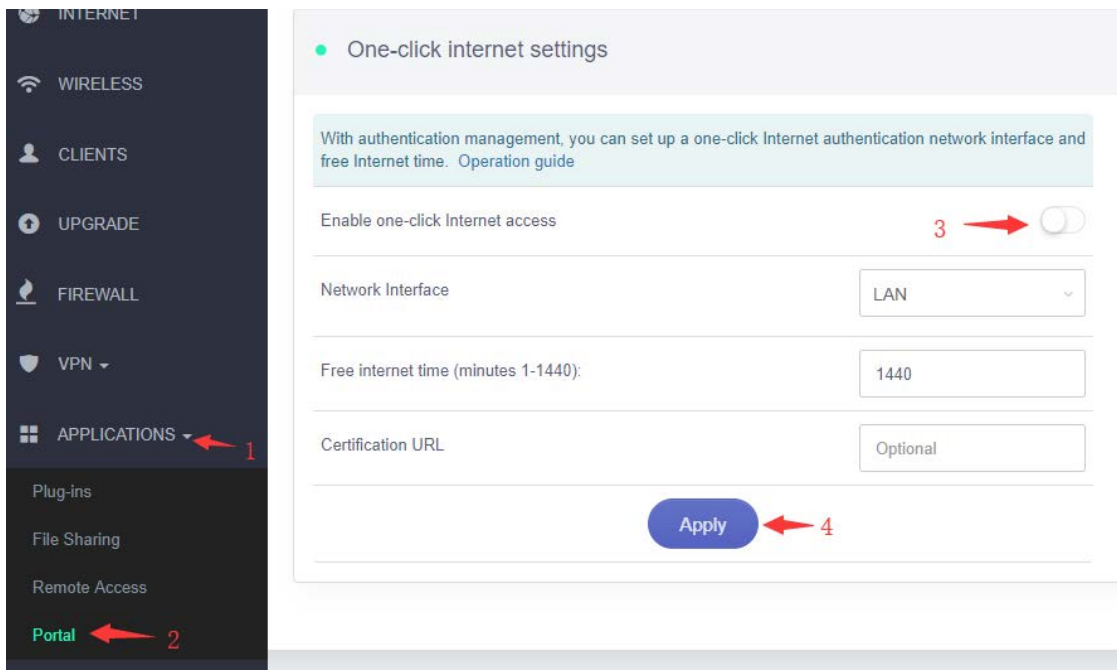 INTERNET
WIRELESS
CLIENTS
UPGRADE
FIREWALL
VPN
APPLICATIONS
1
Plug-ins
File Sharing
Remote Access
Portal
2
One-click internet settings
With authentication management, you can set up a one-click Internet authentication network interface and
free Internet time. Operation guide
Enable one-click Internet access
3
Network Interface
LAN
Free internet time (minutes 1-1440):
1440
Certification URL
Optional
Apply
4